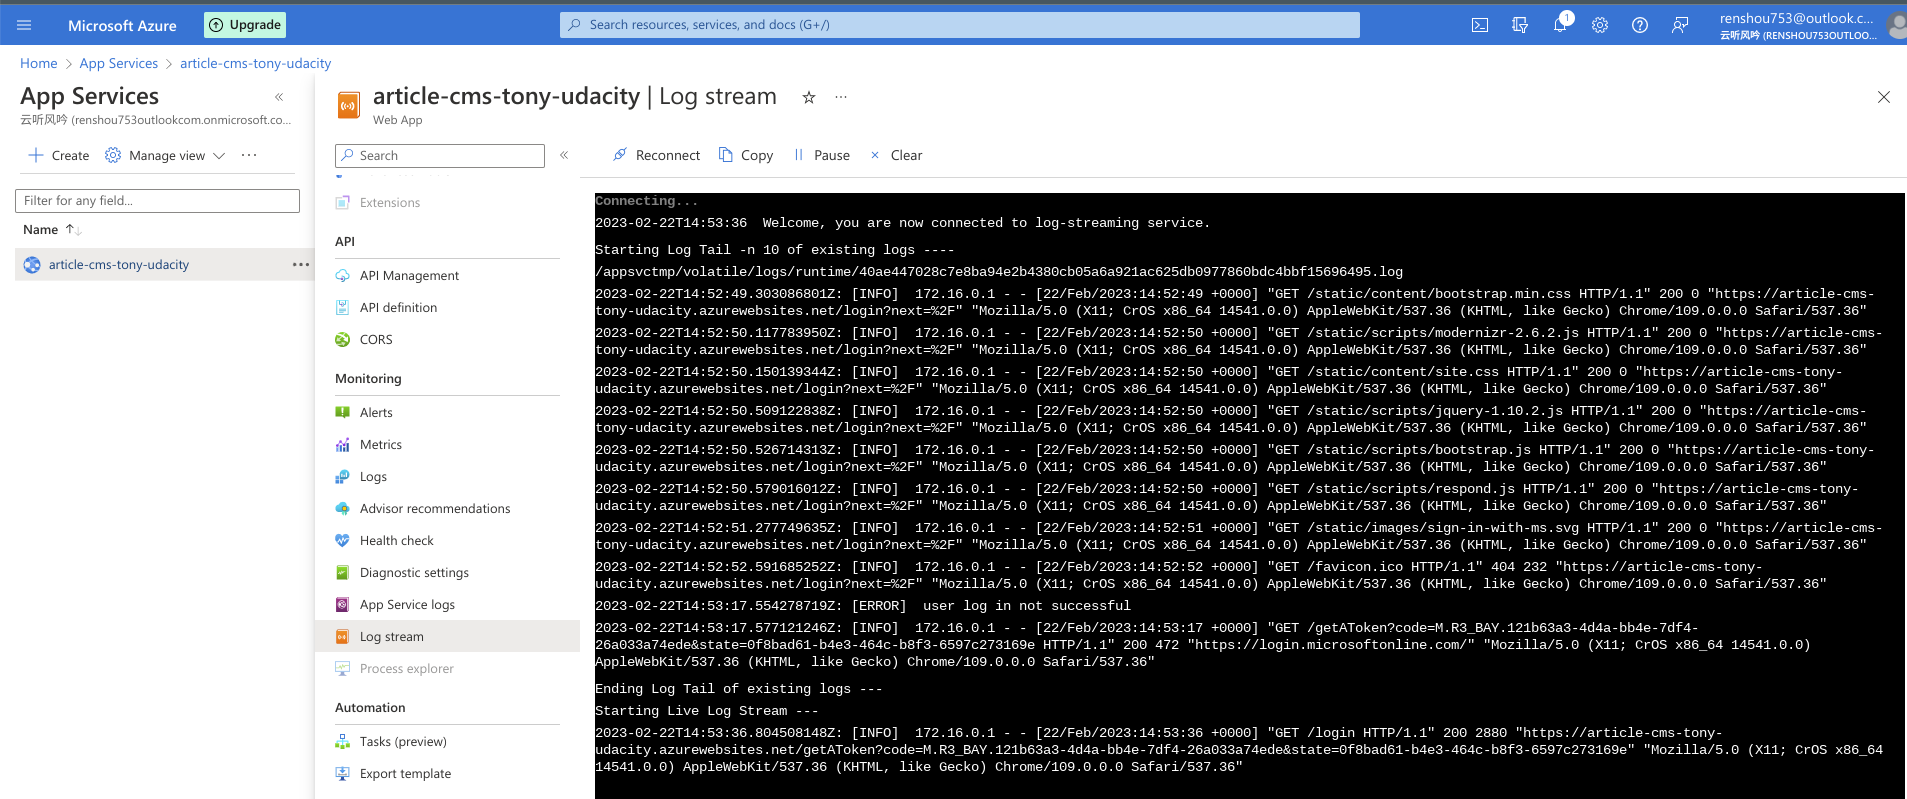 Microsoft Azure
Upgrade
Search resources, services, and docs (G+/)
1
renshou753@outlook.c...
云听风吟 (RENSHOU753OUTLOO...
Home > App Services > article-cms-tony-udacity
App Services
云听风吟 (renshou753outlookcom.onmicrosoft.co...
Create
Manage view
Filter for any field...
Name
article-cms-tony-udacity
article-cms-tony-udacity | Log stream
Web App
Search
Extensions
API
API Management
API definition
CORS
Monitoring
Alerts
Metrics
Logs
Advisor recommendations
Health check
Diagnostic settings
App Service logs
Log stream
Process explorer
Automation
Tasks (preview)
Export template
Reconnect
Copy
Pause
Clear
Connecting...
2023-02-22T14:53:36  Welcome, you are now connected to log-streaming service.
Starting Log Tail -n 10 of existing logs ----
/appsvctmp/volatile/logs/runtime/40ae447028c7e8ba94e2b4380cb05a6a921ac625db0977860bdc4bbf15696495.log
2023-02-22T14:52:49.303086801Z: [INFO]  172.16.0.1 - - [22/Feb/2023:14:52:49 +0000] "GET /static/content/bootstrap.min.css HTTP/1.1" 200 0 "https://article-cms-
tony-udacity.azurewebsites.net/login?next=%2F" "Mozilla/5.0 (X11; CrOS x86_64 14541.0.0) AppleWebKit/537.36 (KHTML, like Gecko) Chrome/109.0.0.0 Safari/537.36"
2023-02-22T14:52:50.117783950Z: [INFO]  172.16.0.1 - - [22/Feb/2023:14:52:50 +0000] "GET /static/scripts/modernizr-2.6.2.js HTTP/1.1" 200 0 "https://article-cms-
tony-udacity.azurewebsites.net/login?next=%2F" "Mozilla/5.0 (X11; CrOS x86_64 14541.0.0) AppleWebKit/537.36 (KHTML, like Gecko) Chrome/109.0.0.0 Safari/537.36"
2023-02-22T14:52:50.150139344Z: [INFO]  172.16.0.1 - - [22/Feb/2023:14:52:50 +0000] "GET /static/content/site.css HTTP/1.1" 200 0 "https://article-cms-tony-
udacity.azurewebsites.net/login?next=%2F" "Mozilla/5.0 (X11; CrOS x86_64 14541.0.0) AppleWebKit/537.36 (KHTML, like Gecko) Chrome/109.0.0.0 Safari/537.36"
2023-02-22T14:52:50.509122838Z: [INFO]  172.16.0.1 - - [22/Feb/2023:14:52:50 +0000] "GET /static/scripts/jquery-1.10.2.js HTTP/1.1" 200 0 "https://article-cms-
tony-udacity.azurewebsites.net/login?next=%2F" "Mozilla/5.0 (X11; CrOS x86_64 14541.0.0) AppleWebKit/537.36 (KHTML, like Gecko) Chrome/109.0.0.0 Safari/537.36"
2023-02-22T14:52:50.526714313Z: [INFO]  172.16.0.1 - - [22/Feb/2023:14:52:50 +0000] "GET /static/scripts/bootstrap.js HTTP/1.1" 200 0 "https://article-cms-tony-
udacity.azurewebsites.net/login?next=%2F" "Mozilla/5.0 (X11; CrOS x86_64 14541.0.0) AppleWebKit/537.36 (KHTML, like Gecko) Chrome/109.0.0.0 Safari/537.36"
2023-02-22T14:52:50.579016012Z: [INFO]  172.16.0.1 - - [22/Feb/2023:14:52:50 +0000] "GET /static/scripts/respond.js HTTP/1.1" 200 0 "https://article-cms-tony-
udacity.azurewebsites.net/login?next=%2F" "Mozilla/5.0 (X11; CrOS x86_64 14541.0.0) AppleWebKit/537.36 (KHTML, like Gecko) Chrome/109.0.0.0 Safari/537.36"
2023-02-22T14:52:51.277749635Z: [INFO]  172.16.0.1 - - [22/Feb/2023:14:52:51 +0000] "GET /static/images/sign-in-with-ms.svg HTTP/1.1" 200 0 "https://article-cms-
tony-udacity.azurewebsites.net/login?next=%2F" "Mozilla/5.0 (X11; CrOS x86_64 14541.0.0) AppleWebKit/537.36 (KHTML, like Gecko) Chrome/109.0.0.0 Safari/537.36"
2023-02-22T14:52:52.591685252Z: [INFO]  172.16.0.1 - - [22/Feb/2023:14:52:52 +0000] "GET /favicon.ico HTTP/1.1" 404 232 "https://article-cms-tony-
udacity.azurewebsites.net/login?next=%2F" "Mozilla/5.0 (X11; CrOS x86_64 14541.0.0) AppleWebKit/537.36 (KHTML, like Gecko) Chrome/109.0.0.0 Safari/537.36"
2023-02-22T14:53:17.554278719Z: [ERROR]  user log in not successful
2023-02-22T14:53:17.577121246Z: [INFO]  172.16.0.1 - - [22/Feb/2023:14:53:17 +0000] "GET /getAToken?code=M.R3_BAY.121b63a3-4d4a-bb4e-7df4-
26a033a74ede&state=0f8bad61-b4e3-464c-b8f3-6597c273169e HTTP/1.1" 200 472 "https://login.microsoftonline.com/" "Mozilla/5.0 (X11; CrOS x86_64 14541.0.0)
AppleWebKit/537.36 (KHTML, like Gecko) Chrome/109.0.0.0 Safari/537.36"
Ending Log Tail of existing logs ---
Starting Live Log Stream ---
2023-02-22T14:53:36.804508148Z: [INFO]  172.16.0.1 - - [22/Feb/2023:14:53:36 +0000] "GET /login HTTP/1.1" 200 2880 "https://article-cms-tony-
udacity.azurewebsites.net/getAToken?code=M.R3_BAY.121b63a3-4d4a-bb4e-7df4-26a033a74ede&state=0f8bad61-b4e3-464c-b8f3-6597c273169e" "Mozilla/5.0 (X11; CrOS x86_64
14541.0.0) AppleWebKit/537.36 (KHTML, like Gecko) Chrome/109.0.0.0 Safari/537.36"